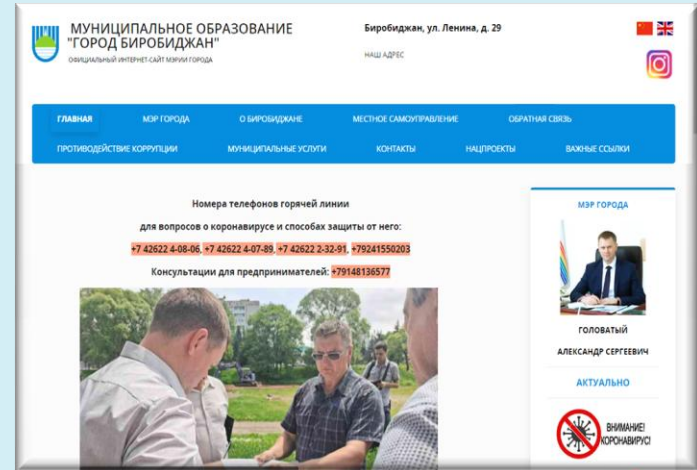 МУНИЦИПАЛЬНОЕ ОБРАЗОВАНИЕ
"ГОРОД БИРОБИДЖАН"
ОФИЦИАЛЬНЫЙ ИНТЕРНЕТ-САЙТ МЭРИИ ГОРОДА
Биробиджан, ул. Ленина, д. 29
НАШ АДРЕС
ГЛАВНАЯ МЭР ГОРОДА О БИРОБИДЖАНЕ МЕСТНОЕ САМОУПРАВЛЕНИЕ ОБРАТНАЯ СВЯЗЬ
ПРОТИВОДЕЙСТВИЕ КОРРУПЦИИ МУНИЦИПАЛЬНЫЕ УСЛУГИ КОНТАКТЫ НАЦПРОЕКТЫ ВАЖНЫЕ ССЫЛКИ
Номера телефонов горячей линии
для вопросов о коронавирусе и способах защиты от него:
+7 42622 4-08-06, +7 42622 4-07-89, +7 42622 2-32-91, +79241550203
Консультации для предпринимателей: +79148136577
МЭР ГОРОДА
ГОЛОВАТЫЙ
АЛЕКСАНДР СЕРГЕЕВИЧ
АКТУАЛЬНО
ВНИМАНИЕ!
КОРОНАВИРУС!